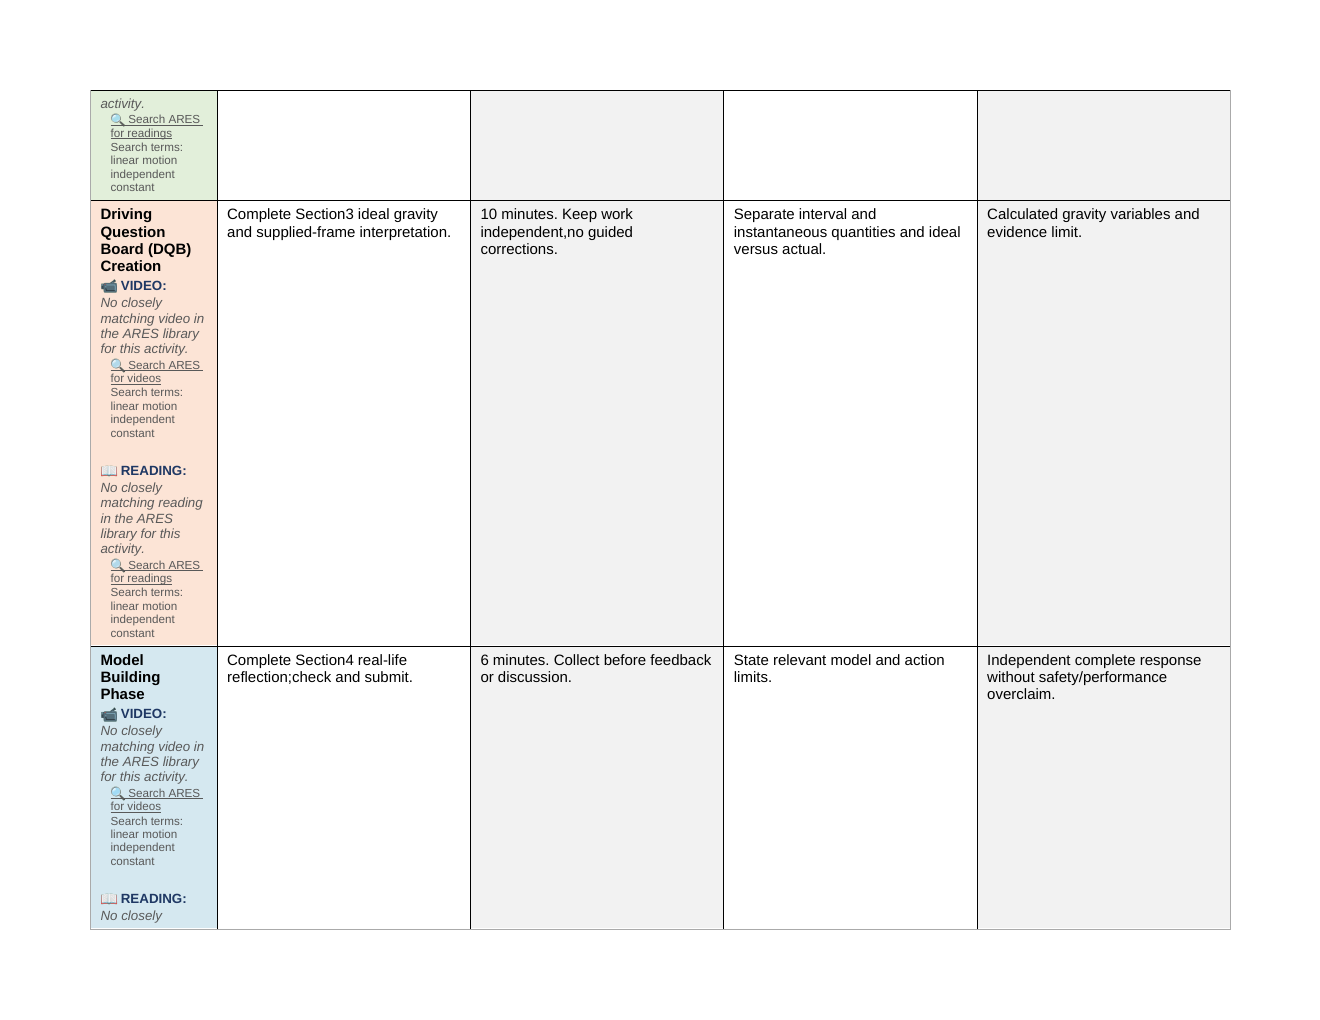 activity.
🔍 Search ARES
for readings
Search terms:
linear motion
independent
constant
Driving
Question
Board (DQB)
Creation
📹 VIDEO:
No closely
matching video in
the ARES library
for this activity.
🔍 Search ARES
for videos
Search terms:
linear motion
independent
constant
📖 READING:
No closely
matching reading
in the ARES
library for this
activity.
🔍 Search ARES
for readings
Search terms:
linear motion
independent
constant
Complete Section3 ideal gravity
and supplied-frame interpretation.
10 minutes. Keep work
independent,no guided
corrections.
Separate interval and
instantaneous quantities and ideal
versus actual.
Calculated gravity variables and
evidence limit.
Model
Building
Phase
📹 VIDEO:
No closely
matching video in
the ARES library
for this activity.
🔍 Search ARES
for videos
Search terms:
linear motion
independent
constant
📖 READING:
No closely
Complete Section4 real-life
reflection;check and submit.
6 minutes. Collect before feedback
or discussion.
State relevant model and action
limits.
Independent complete response
without safety/performance
overclaim.